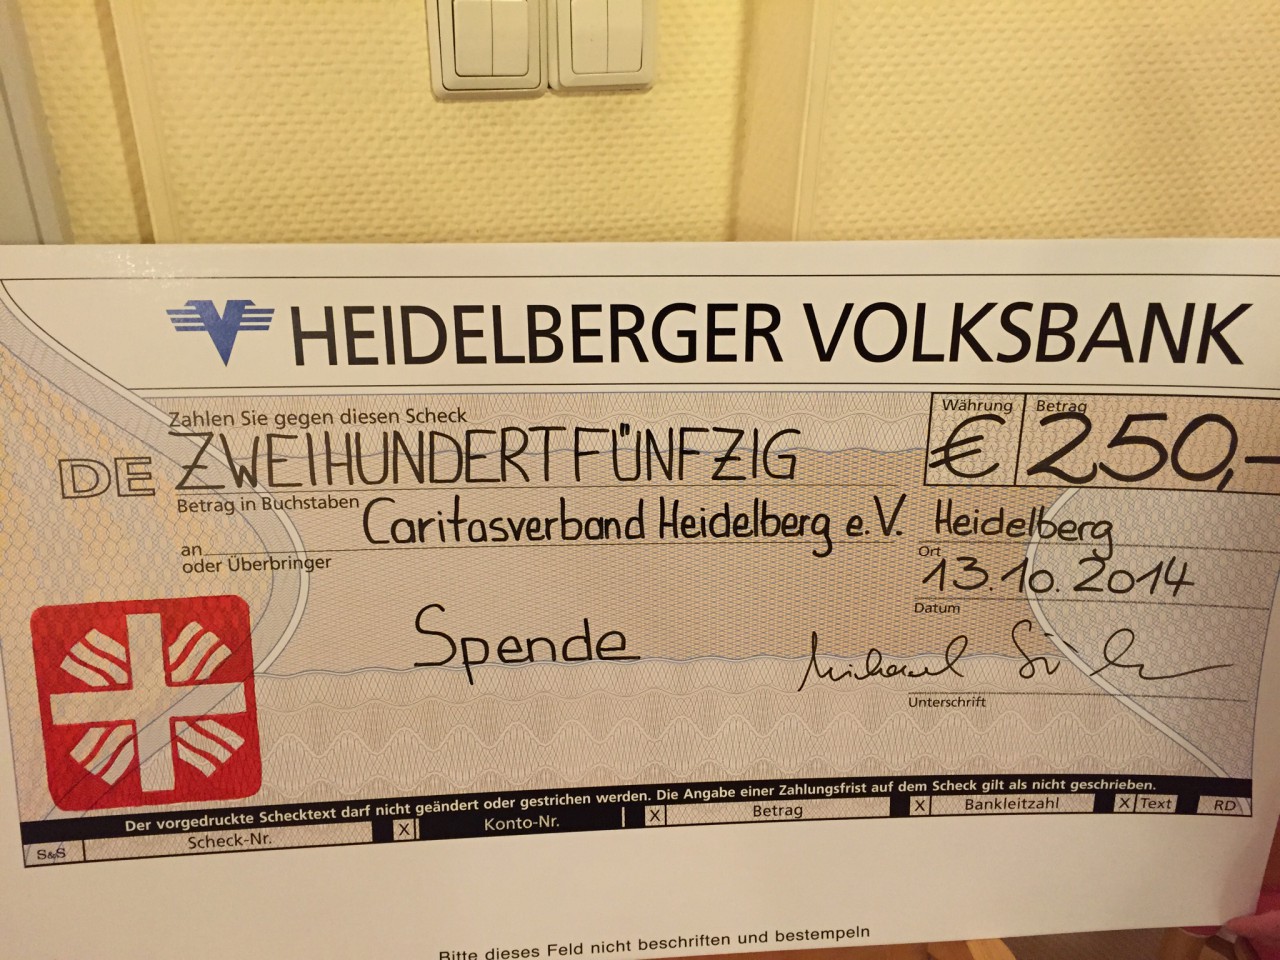 HEIDELBERGER VOLKSBANK
Zahlen Sie gegen diesen Scheck
Währung Betrag
DE ZWEIHUNDERTFÜNFZIG € 250,-
Betrag in Buchstaben
Caritasverband Heidelberg e.V. Heidelberg
an
oder Überbringer
Ort
13.10.2014
Datum
Spende
Michael
Unterschrift
Der vorgedruckte Schecktext darf nicht geändert oder gestrichen werden. Die Angabe einer Zahlungsfrist auf dem Scheck gilt als nicht geschrieben.
S&S Scheck-Nr. X Konto-Nr. X Betrag X Bankleitzahl X Text RD
Bitte dieses Feld nicht beschriften und bestempeln